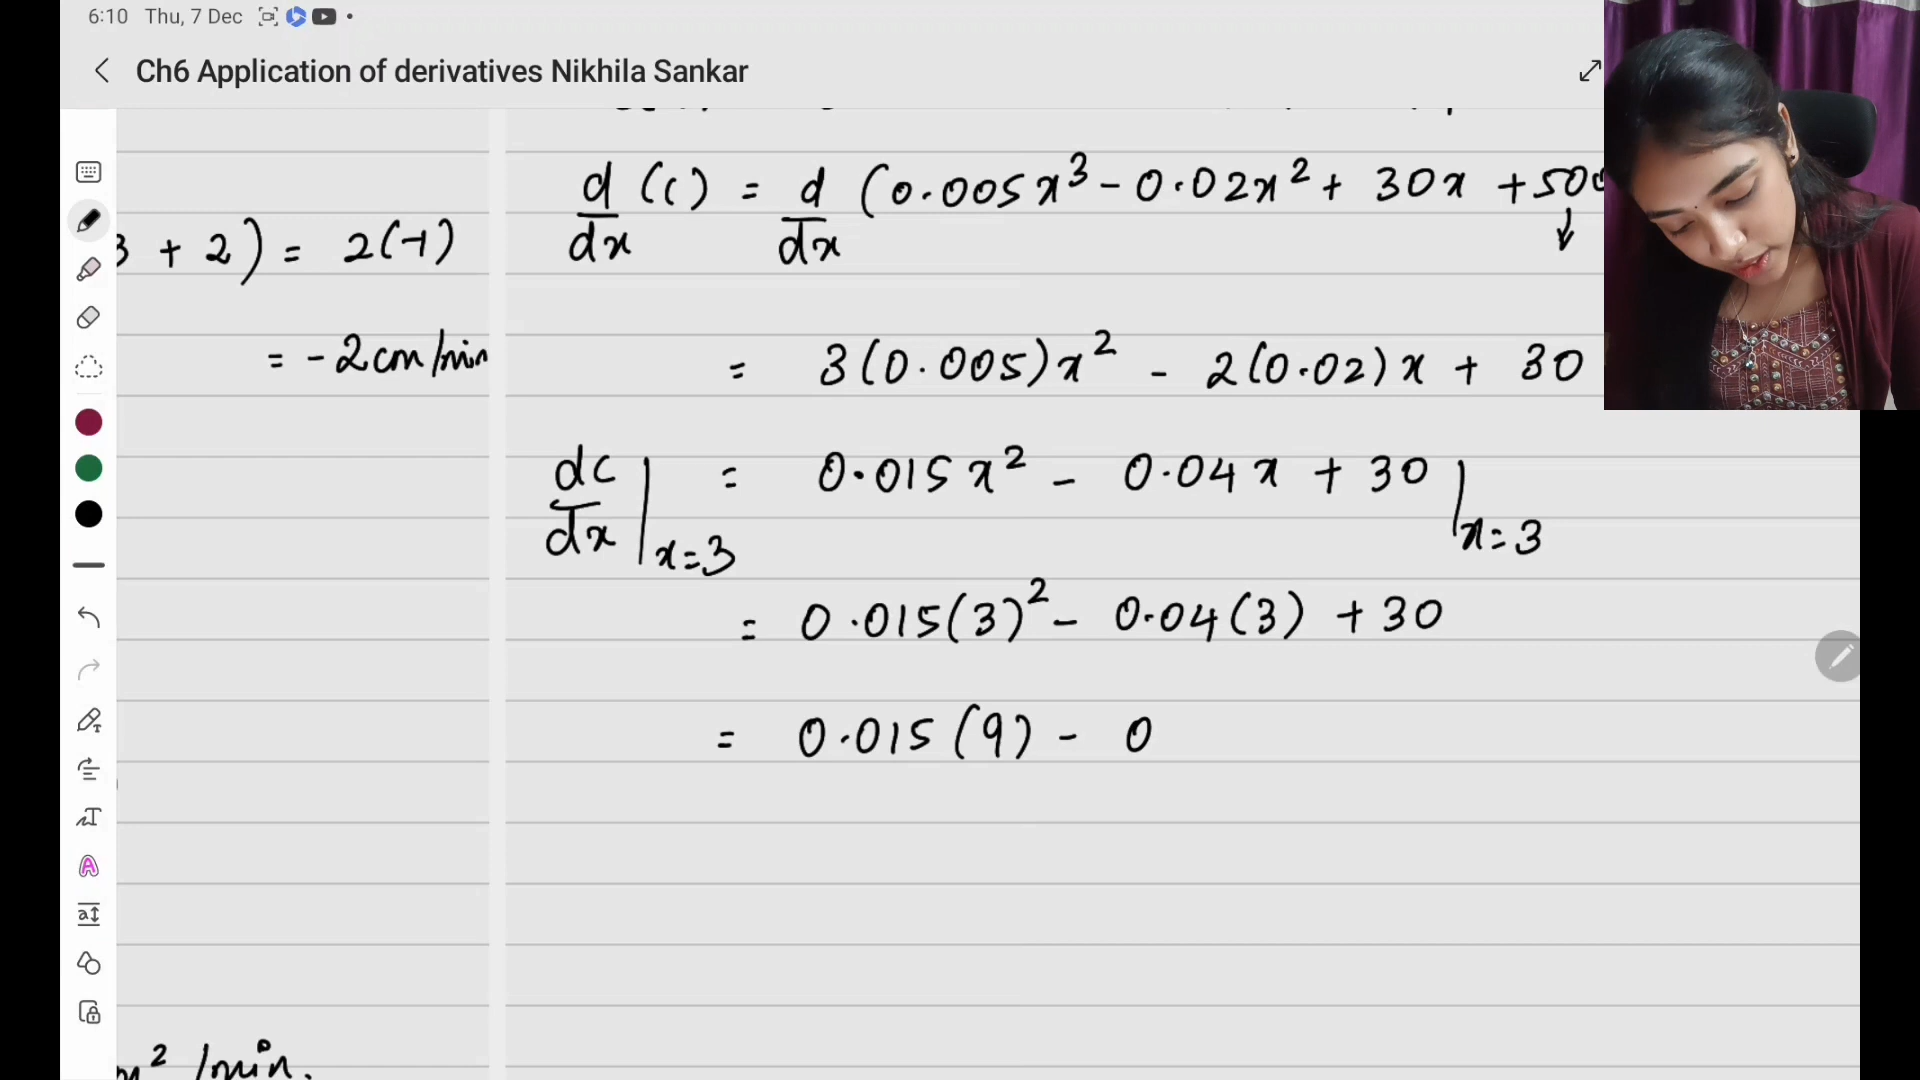 6:10 Thu, 7 Dec
Ch6 Application of derivatives Nikhila Sankar
3 + 2) = 2(-1)
= -2 cm/min
d/dx (C) = d/dx (0.005x³ - 0.02x² + 30x + 500
= 3(0.005)x² - 2(0.02)x + 30
dC/dx |x=3 = 0.015x² - 0.04x + 30 |x=3
= 0.015(3)² - 0.04(3) + 30
= 0.015(9) - 0
m² /min.